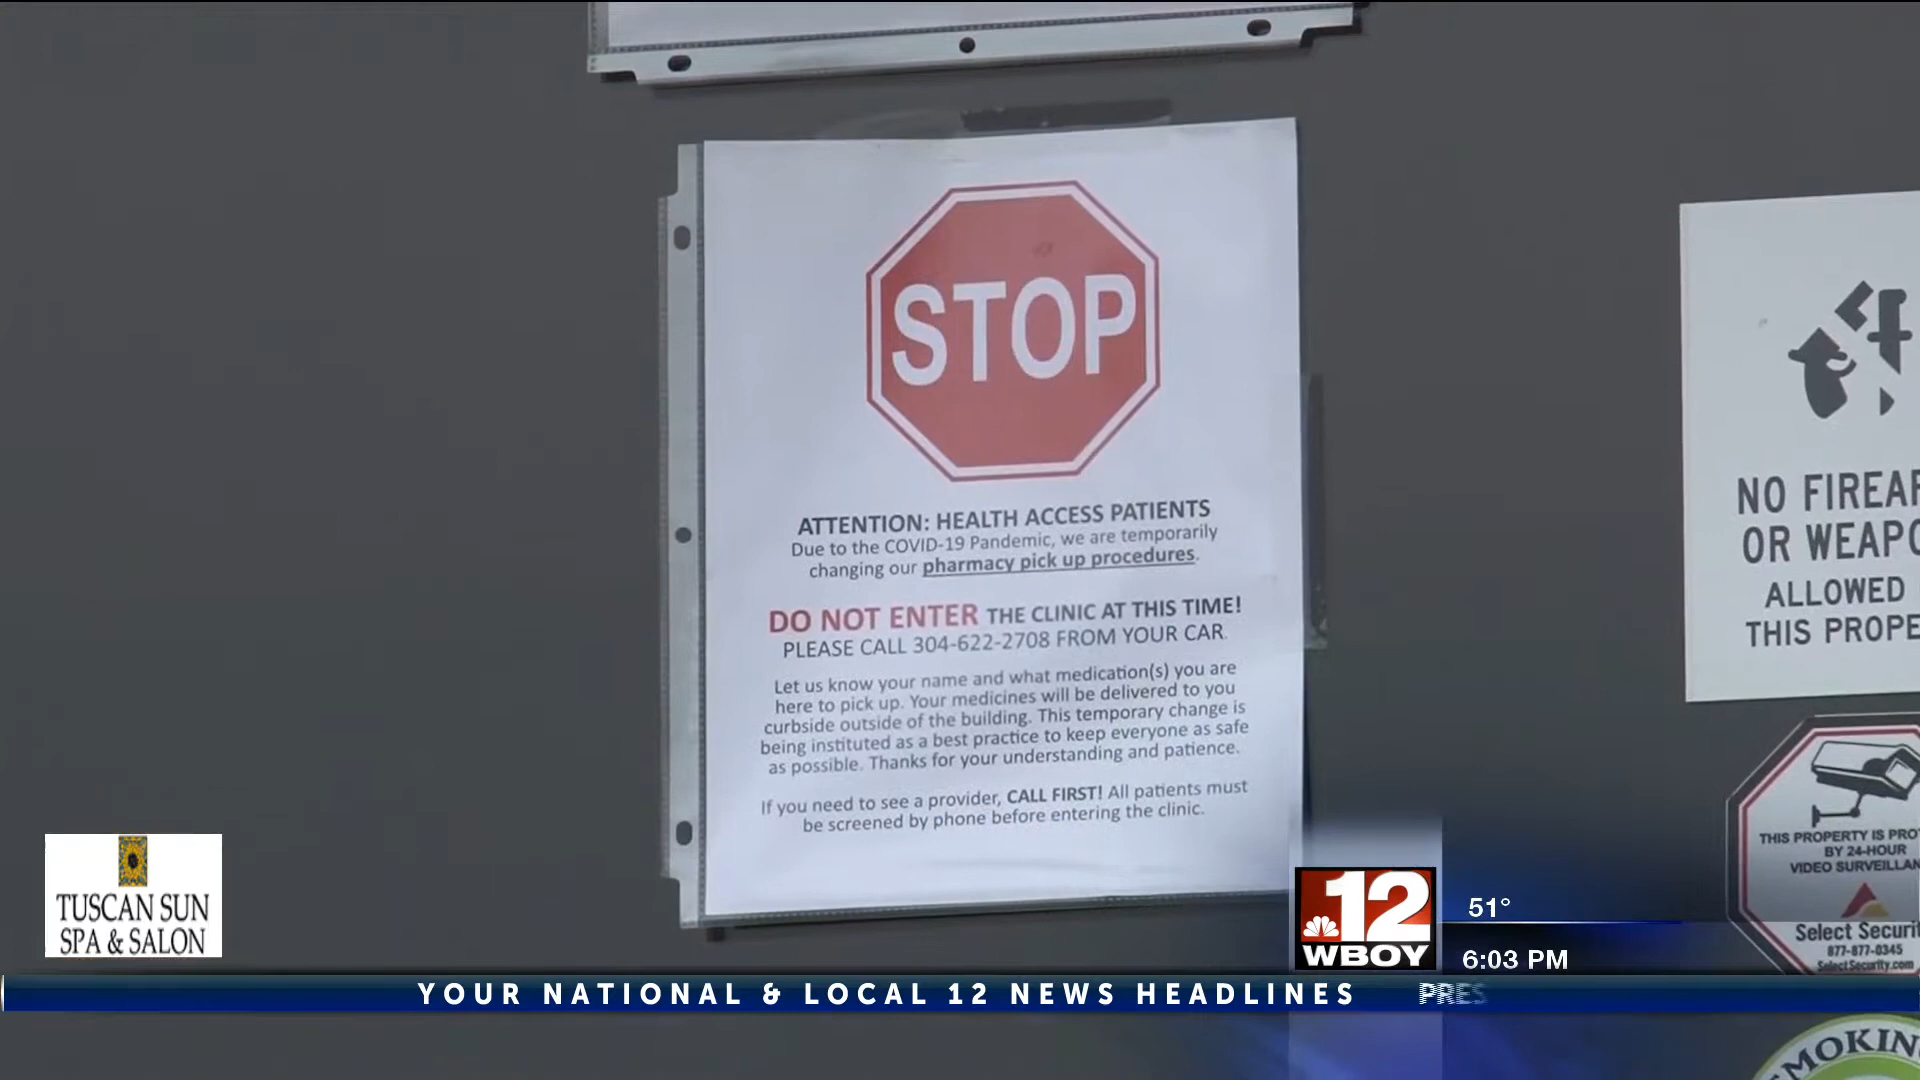 STOP
ATTENTION: HEALTH ACCESS PATIENTS
Due to the COVID-19 Pandemic, we are temporarily
changing our pharmacy pick up procedures.
DO NOT ENTER THE CLINIC AT THIS TIME!
PLEASE CALL 304-622-2708 FROM YOUR CAR.
Let us know your name and what medication(s) you are
here to pick up. Your medicines will be delivered to you
curbside outside of the building. This temporary change is
being instituted as a best practice to keep everyone as safe
as possible. Thanks for your understanding and patience.
If you need to see a provider, CALL FIRST! All patients must
be screened by phone before entering the clinic.
NO FIREAR
OR WEAPO
ALLOWED
THIS PROPE
THIS PROPERTY IS PRO
BY 24-HOUR
VIDEO SURVEILLAN
Select Securit
877-877-0345
SelectSecurity.com
MOKIN
TUSCAN SUN
SPA & SALON
12
WBOY
51°
6:03 PM
YOUR NATIONAL & LOCAL 12 NEWS HEADLINES PRES